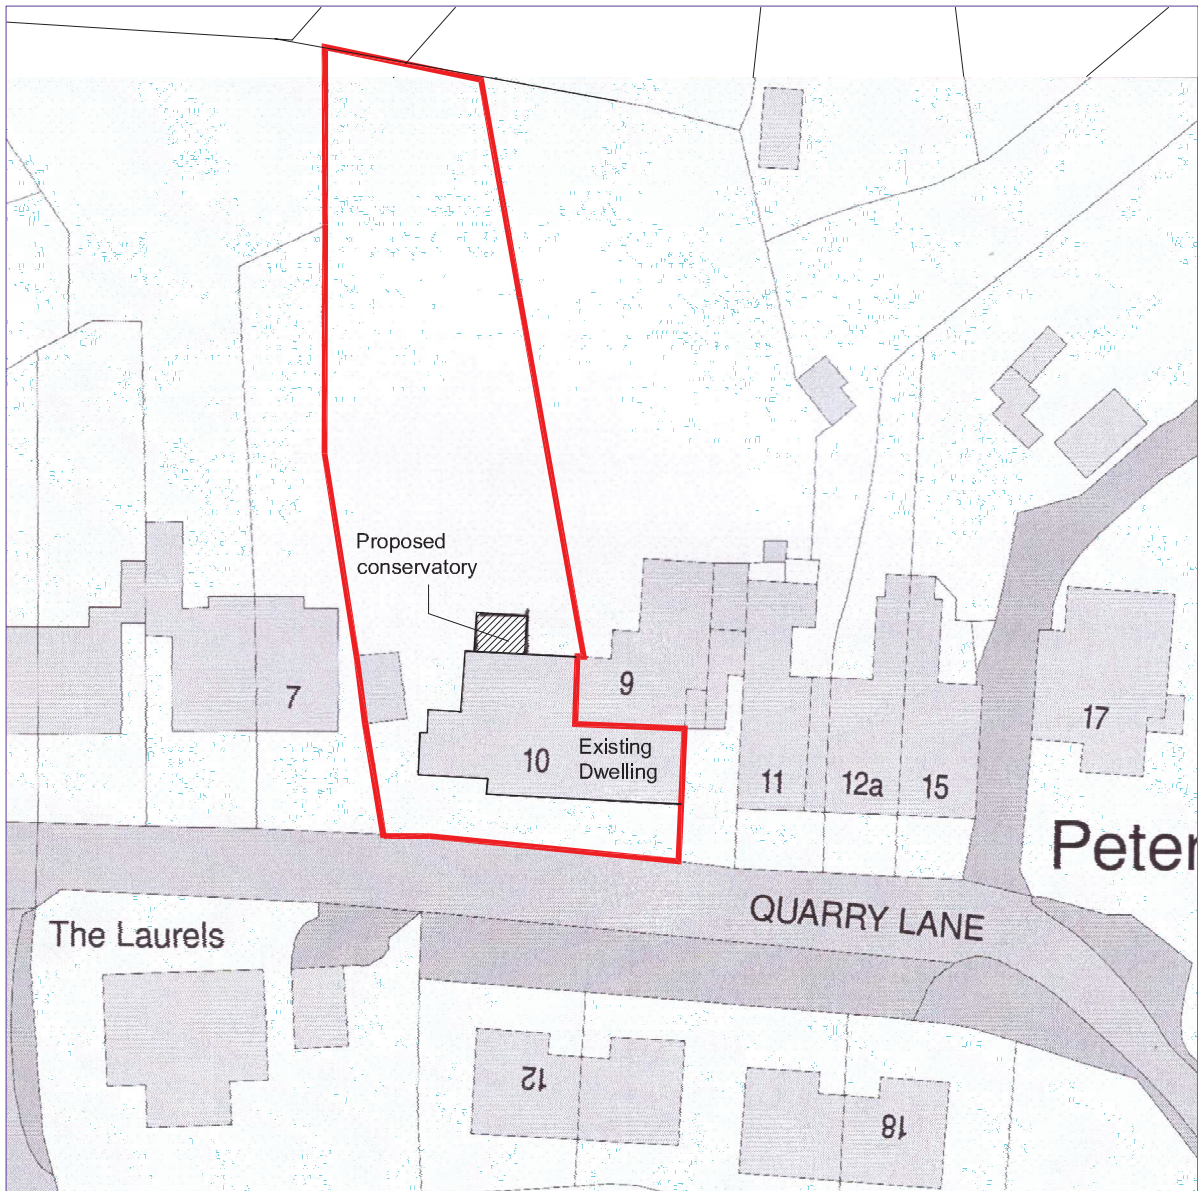 Proposed
conservatory
7
9
10
Existing
Dwelling
11
12a
15
17
Peter
QUARRY LANE
The Laurels
12
18